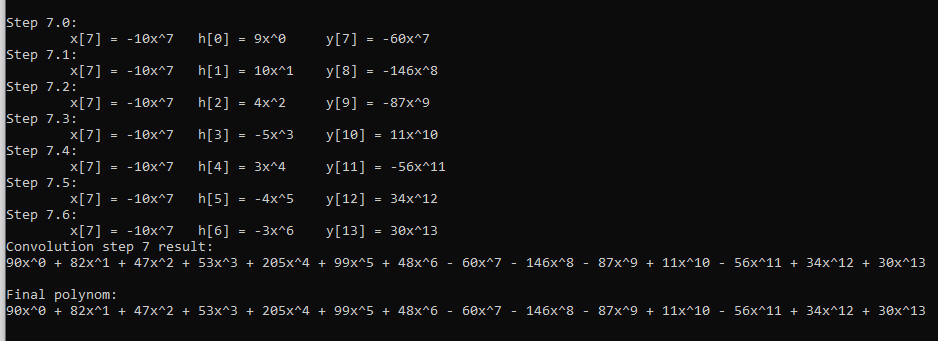 Step 7.0:
x[7] = -10x^7 h[0] = 9x^0 y[7] = -60x^7
Step 7.1:
x[7] = -10x^7 h[1] = 10x^1 y[8] = -146x^8
Step 7.2:
x[7] = -10x^7 h[2] = 4x^2 y[9] = -87x^9
Step 7.3:
x[7] = -10x^7 h[3] = -5x^3 y[10] = 11x^10
Step 7.4:
x[7] = -10x^7 h[4] = 3x^4 y[11] = -56x^11
Step 7.5:
x[7] = -10x^7 h[5] = -4x^5 y[12] = 34x^12
Step 7.6:
x[7] = -10x^7 h[6] = -3x^6 y[13] = 30x^13
Convolution step 7 result:
90x^0 + 82x^1 + 47x^2 + 53x^3 + 205x^4 + 99x^5 + 48x^6 - 60x^7 - 146x^8 - 87x^9 + 11x^10 - 56x^11 + 34x^12 + 30x^13
Final polynom:
90x^0 + 82x^1 + 47x^2 + 53x^3 + 205x^4 + 99x^5 + 48x^6 - 60x^7 - 146x^8 - 87x^9 + 11x^10 - 56x^11 + 34x^12 + 30x^13